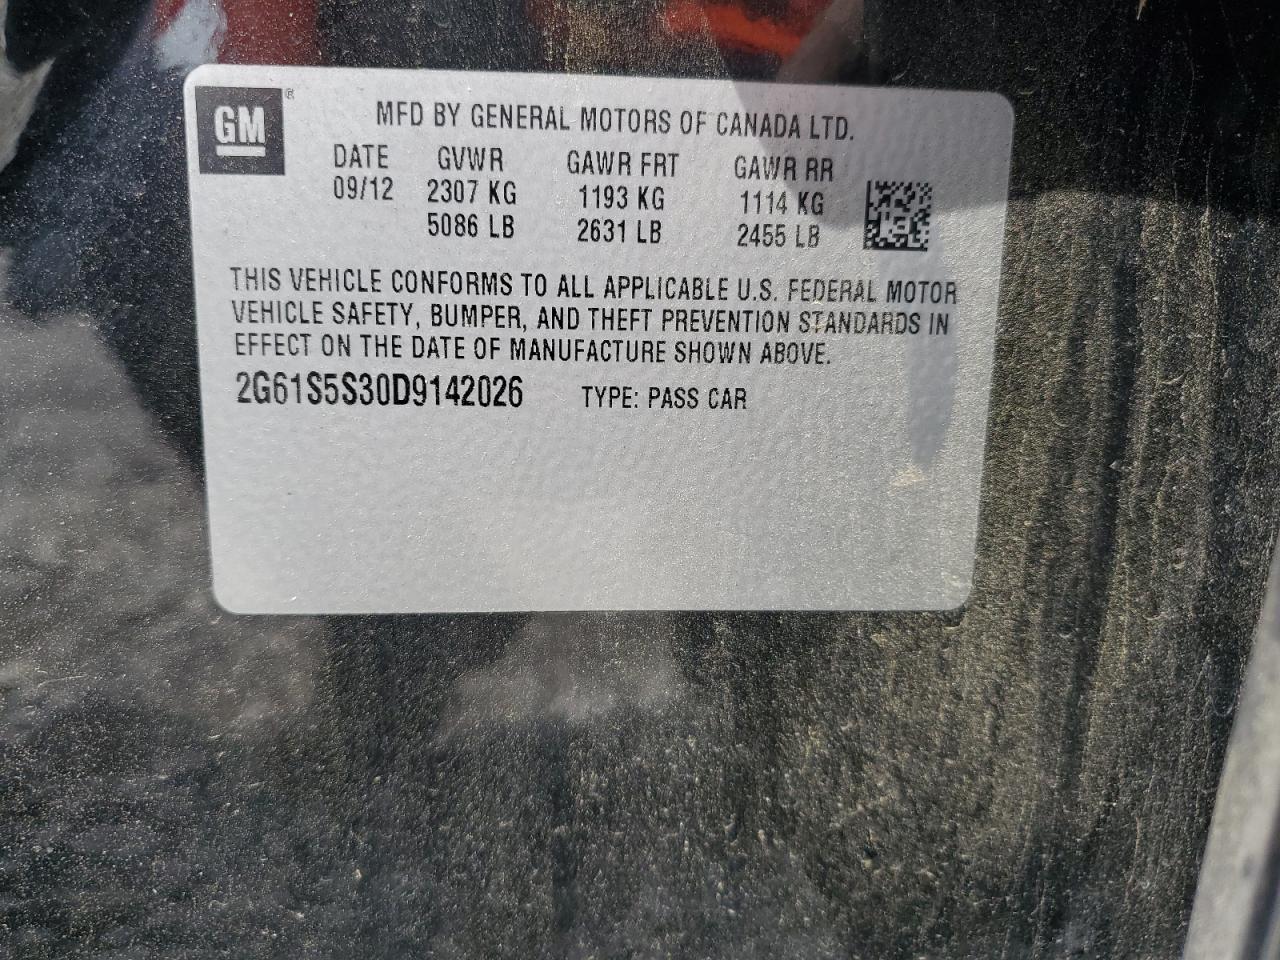 GM ®
MFD BY GENERAL MOTORS OF CANADA LTD.
DATE GVWR GAWR FRT GAWR RR
09/12 2307 KG 1193 KG 1114 KG
5086 LB 2631 LB 2455 LB
THIS VEHICLE CONFORMS TO ALL APPLICABLE U.S. FEDERAL MOTOR
VEHICLE SAFETY, BUMPER, AND THEFT PREVENTION STANDARDS IN
EFFECT ON THE DATE OF MANUFACTURE SHOWN ABOVE.
2G61S5S30D9142026 TYPE: PASS CAR